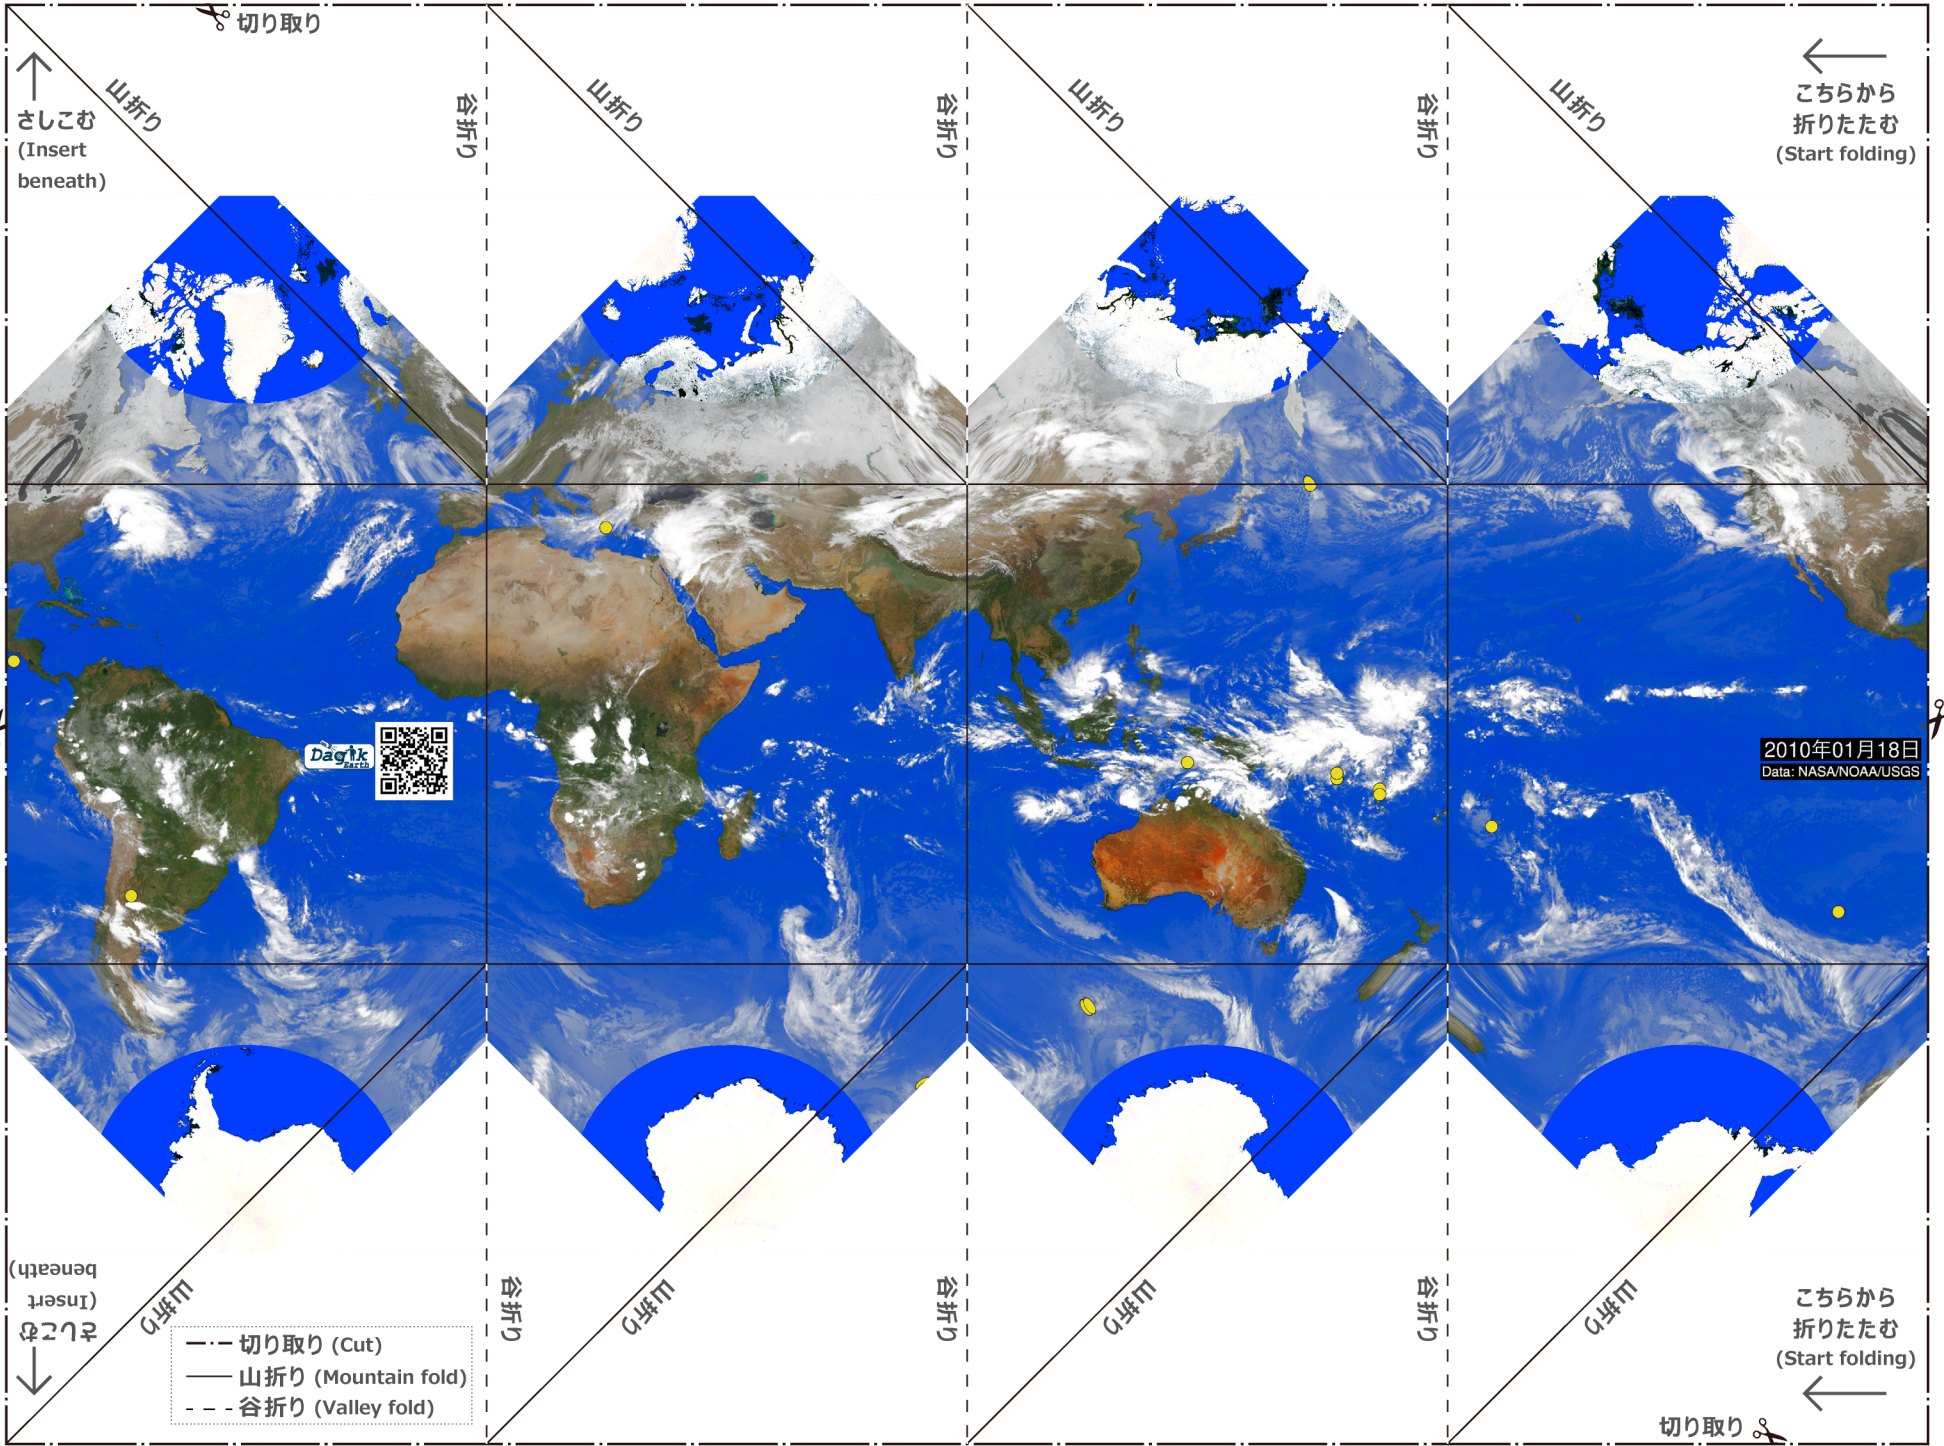 切り取り
山折り
谷折り
山折り
谷折り
山折り
谷折り
山折り
こちらから
折りたたむ
(Start folding)
さしこむ
(Insert
beneath)
Dagik
Earth
2010年01月18日
Data: NASA/NOAA/USGS
さしこむ
(Insert
beneath)
山折り
谷折り
山折り
谷折り
山折り
谷折り
山折り
こちらから
折りたたむ
(Start folding)
切り取り (Cut)
山折り (Mountain fold)
谷折り (Valley fold)
切り取り